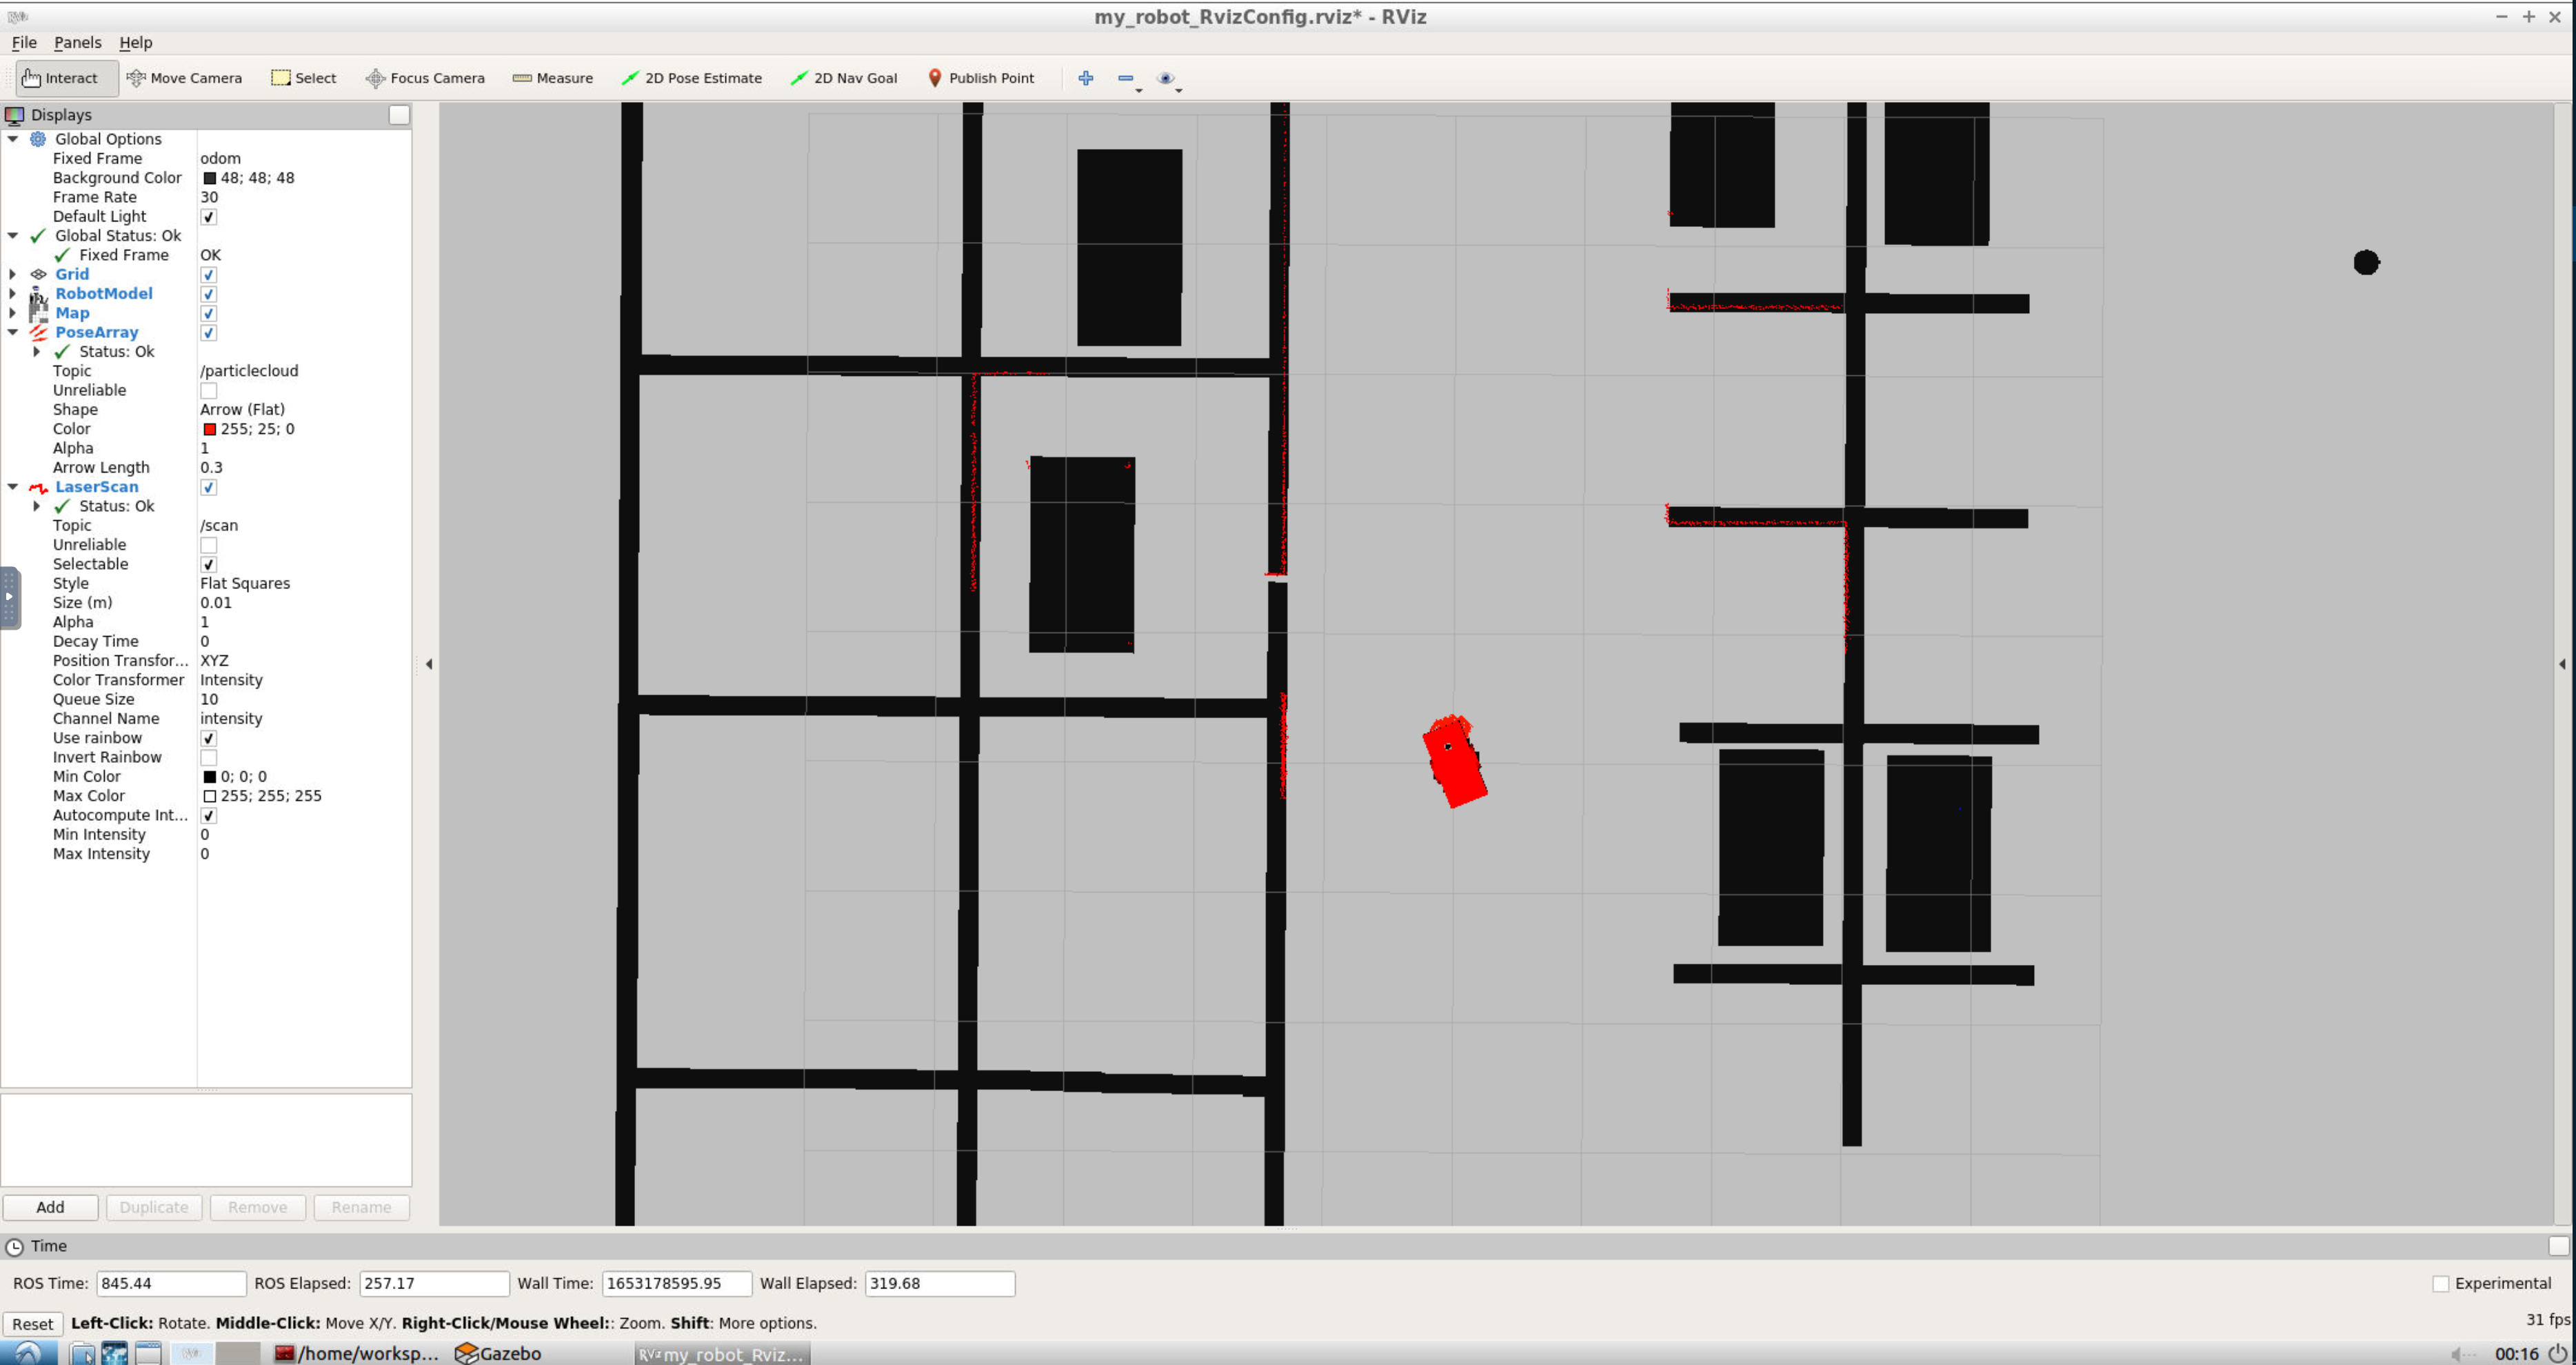 my_robot_RvizConfig.rviz* - RViz
File Panels Help
Interact Move Camera Select Focus Camera Measure 2D Pose Estimate 2D Nav Goal Publish Point
Displays
Global Options
Fixed Frame odom
Background Color 48; 48; 48
Frame Rate 30
Default Light
Global Status: Ok
Fixed Frame OK
Grid
RobotModel
Map
PoseArray
Status: Ok
Topic /particlecloud
Unreliable
Shape Arrow (Flat)
Color 255; 25; 0
Alpha 1
Arrow Length 0.3
LaserScan
Status: Ok
Topic /scan
Unreliable
Selectable
Style Flat Squares
Size (m) 0.01
Alpha 1
Decay Time 0
Position Transfor... XYZ
Color Transformer Intensity
Queue Size 10
Channel Name intensity
Use rainbow
Invert Rainbow
Min Color 0; 0; 0
Max Color 255; 255; 255
Autocompute Int...
Min Intensity 0
Max Intensity 0
Add Duplicate Remove Rename
Time
ROS Time: 845.44 ROS Elapsed: 257.17 Wall Time: 1653178595.95 Wall Elapsed: 319.68 Experimental
Reset Left-Click: Rotate. Middle-Click: Move X/Y. Right-Click/Mouse Wheel:: Zoom. Shift: More options. 31 fps
/home/worksp... Gazebo RViz my_robot_Rviz... 00:16